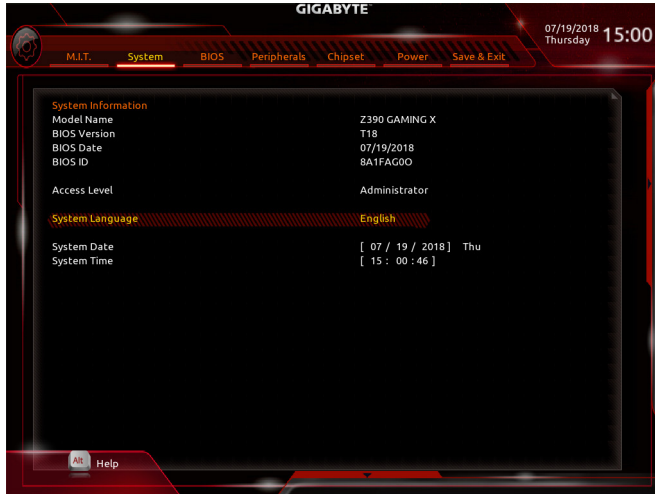 GIGABYTE™
07/19/2018 Thursday 15:00
M.I.T. System BIOS Peripherals Chipset Power Save & Exit
System Information
Model Name Z390 GAMING X
BIOS Version T18
BIOS Date 07/19/2018
BIOS ID 8A1FAG0O
Access Level Administrator
System Language English
System Date [ 07 / 19 / 2018 ] Thu
System Time [ 15 : 00 : 46 ]
Alt Help